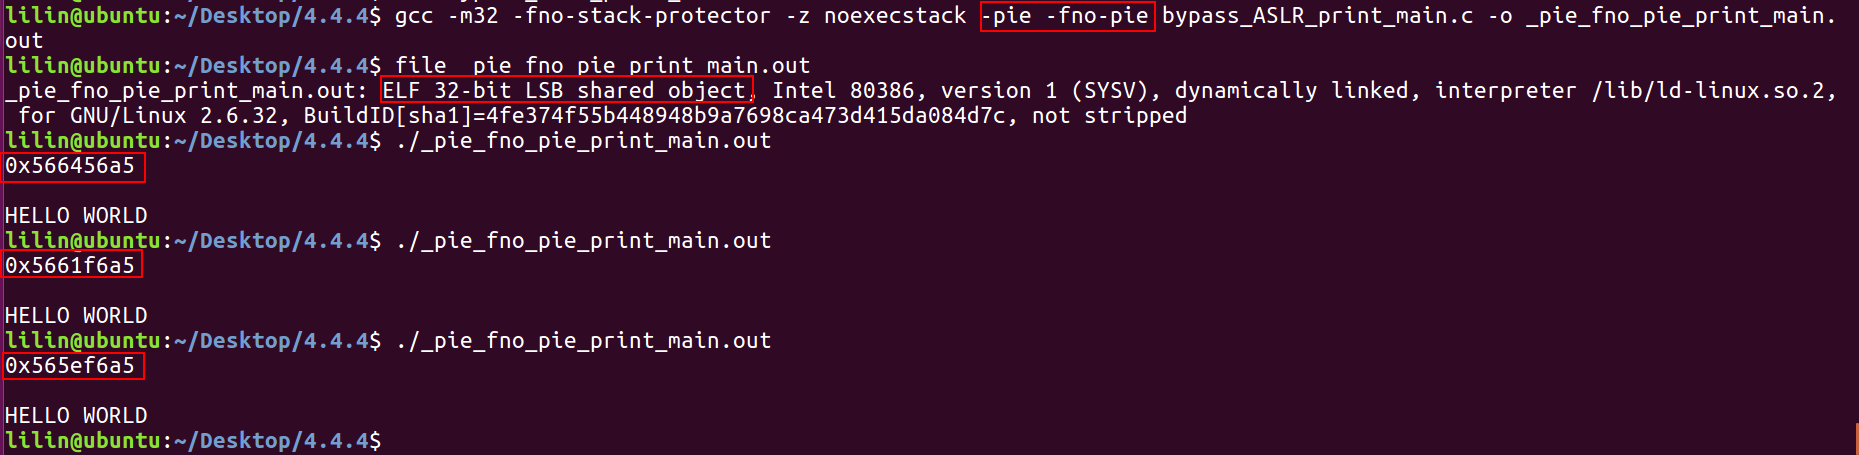 lilin@ubuntu:~/Desktop/4.4.4$ gcc -m32 -fno-stack-protector -z noexecstack -pie -fno-pie bypass_ASLR_print_main.c -o _pie_fno_pie_print_main.
out
lilin@ubuntu:~/Desktop/4.4.4$ file _pie_fno_pie_print_main.out
_pie_fno_pie_print_main.out: ELF 32-bit LSB shared object, Intel 80386, version 1 (SYSV), dynamically linked, interpreter /lib/ld-linux.so.2,
 for GNU/Linux 2.6.32, BuildID[sha1]=4fe374f55b448948b9a7698ca473d415da084d7c, not stripped
lilin@ubuntu:~/Desktop/4.4.4$ ./_pie_fno_pie_print_main.out
0x566456a5
HELLO WORLD
lilin@ubuntu:~/Desktop/4.4.4$ ./_pie_fno_pie_print_main.out
0x5661f6a5
HELLO WORLD
lilin@ubuntu:~/Desktop/4.4.4$ ./_pie_fno_pie_print_main.out
0x565ef6a5
HELLO WORLD
lilin@ubuntu:~/Desktop/4.4.4$